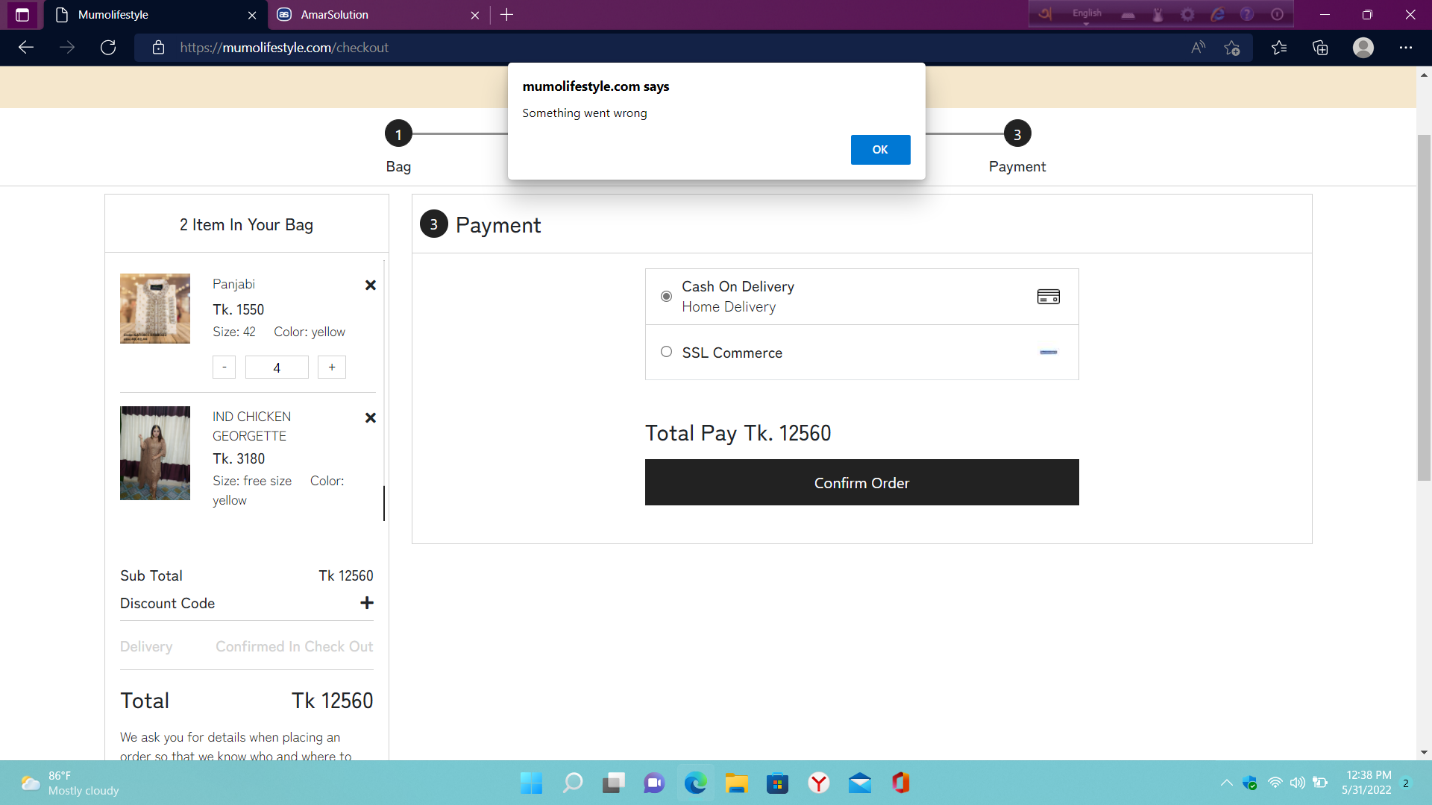 Mumolifestyle
AmarSolution
English
https://mumolifestyle.com/checkout
mumolifestyle.com says
Something went wrong
OK
1
3
Bag
Payment
2 Item In Your Bag
Panjabi
Tk. 1550
Size: 42 Color: yellow
- 4 +
IND CHICKEN
GEORGETTE
Tk. 3180
Size: free size Color:
yellow
Sub Total Tk 12560
Discount Code +
Delivery Confirmed In Check Out
Total Tk 12560
We ask you for details when placing an
order so that we know who and where to
3 Payment
Cash On Delivery
Home Delivery
SSL Commerce
Total Pay Tk. 12560
Confirm Order
86°F
Mostly cloudy
12:38 PM
5/31/2022
2